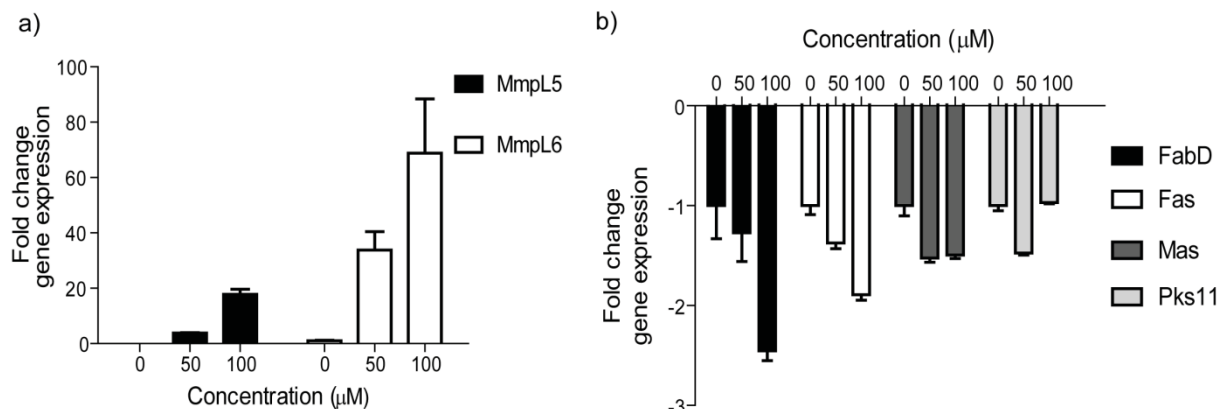 a)
Fold change
gene expression
100
80
60
40
20
0
0 50 100 0 50 100
Concentration (μM)
MmpL5
MmpL6
b)
Concentration (μM)
0 50 100 0 50 100 0 50 100 0 50 100
Fold change
gene expression
0
-1
-2
-3
FabD
Fas
Mas
Pks11